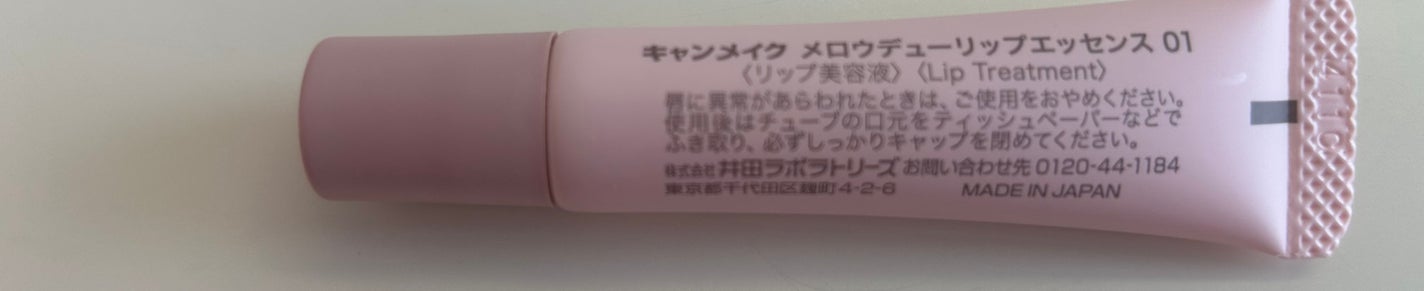 キャンメイク メロウデューリップエッセンス 01
〈リップ美容液〉〈Lip Treatment〉
唇に異常があらわれたときは、ご使用をおやめください。
使用後はチューブの口元をティッシュペーパーなどで
ふき取り、必ずしっかりキャップを閉めてください。
株式会社 井田ラボラトリーズ お問い合わせ先 0120-44-1184
東京都千代田区麹町4-2-6 MADE IN JAPAN